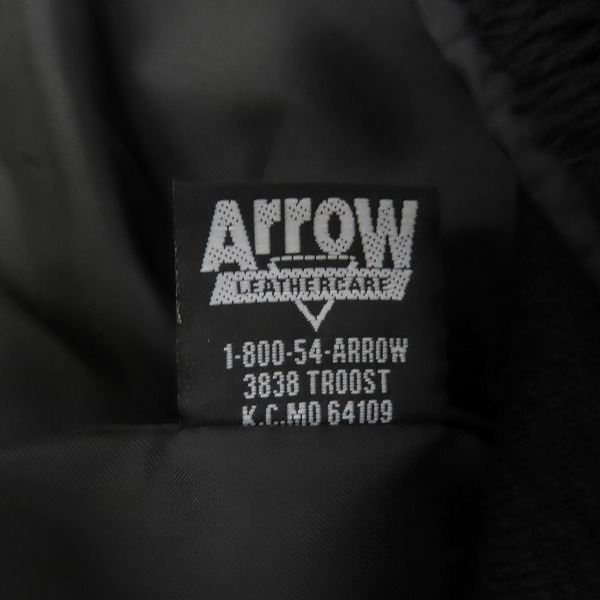 ArroW
LEATHERCARE
1-800-54-ARROW
3838 TROOST
K.C.MO 64109